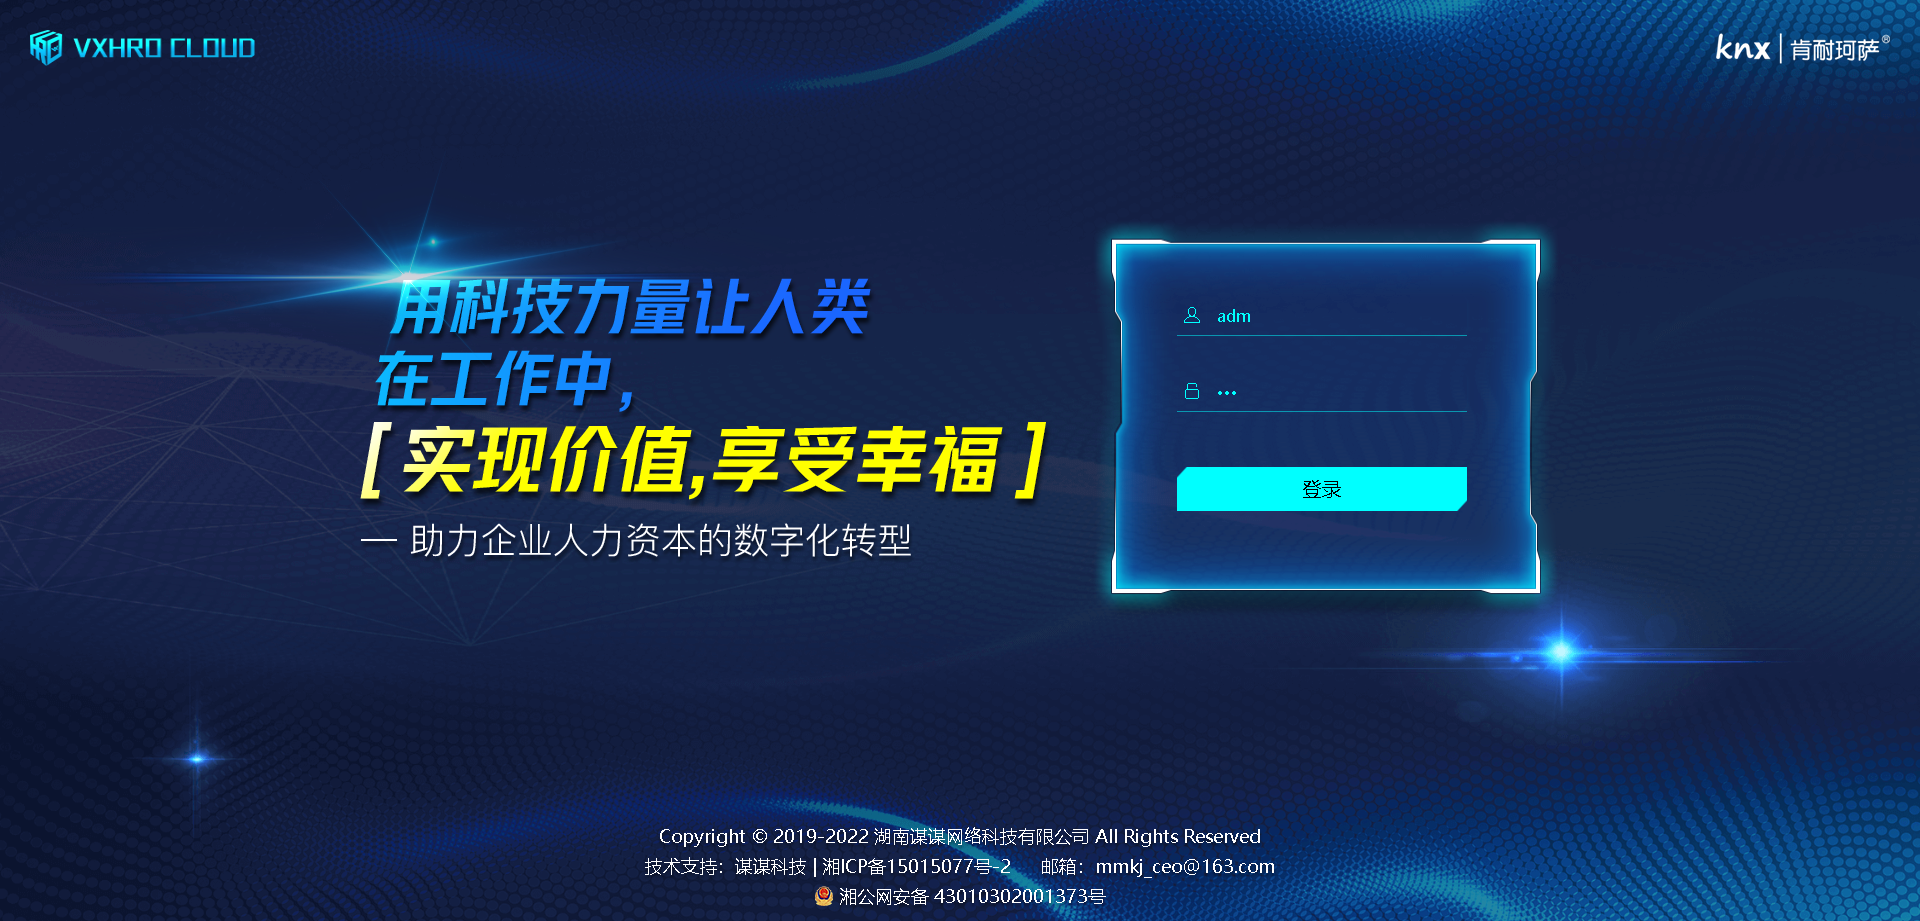 VXHRO CLOUD
knx | 肯耐珂萨®
用科技力量让人类
在工作中，
[ 实现价值,享受幸福 ]
— 助力企业人力资本的数字化转型
adm
•••
登录
Copyright © 2019-2022 湖南谋谋网络科技有限公司 All Rights Reserved
技术支持：谋谋科技 | 湘ICP备15015077号-2 邮箱：mmkj_ceo@163.com
湘公网安备 43010302001373号